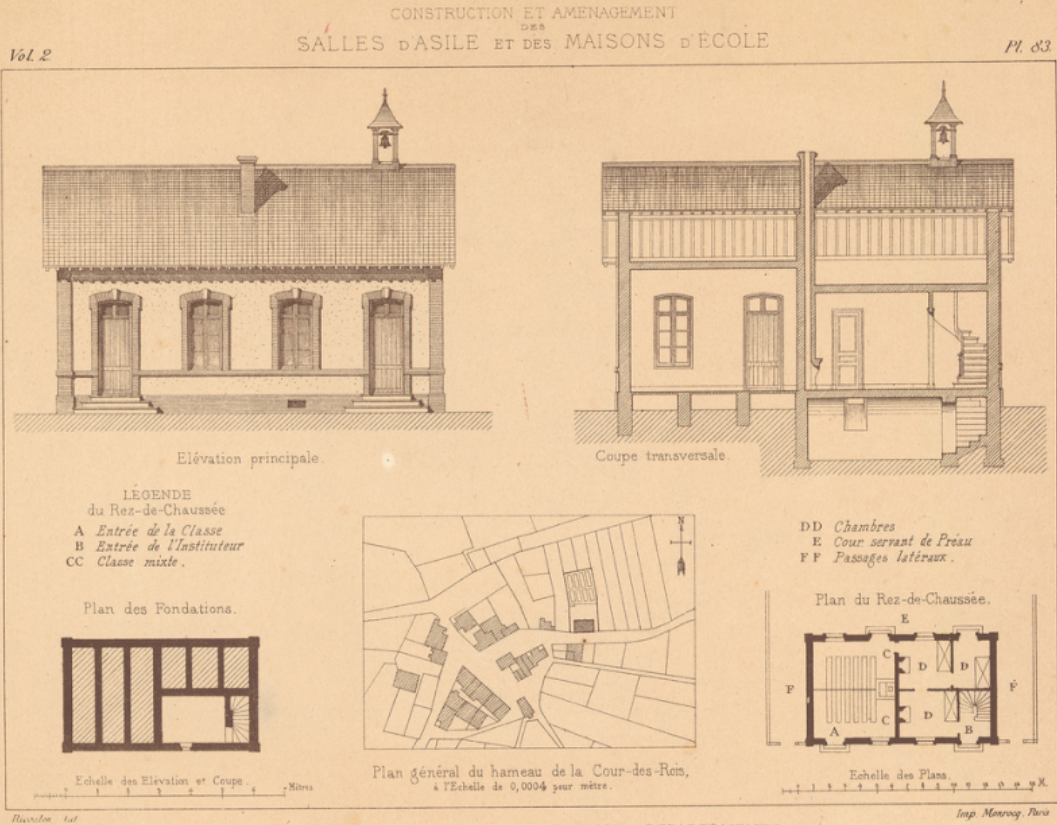 CONSTRUCTION ET AMÉNAGEMENT
DES
SALLES D'ASILE ET DES MAISONS D'ÉCOLE
Vol. 2
Pl. 83.
Elévation principale.
Coupe transversale.
LÉGENDE
du Rez-de-Chaussée
A Entrée de la Classe
B Entrée de l'Instituteur
CC Classe mixte.
N
DD Chambres
E Cour servant de Préau
FF Passages latéraux.
Plan des Fondations.
Plan du Rez-de-Chaussée.
E
C
D
D
F
F
C
D
A
B
Echelle des Elévation et Coupe.
Mètres
Plan général du hameau de la Cour-des-Rois,
à l'Echelle de 0,0004 pour mètre.
Echelle des Plans.
M.
Imp. Monrocq. Paris